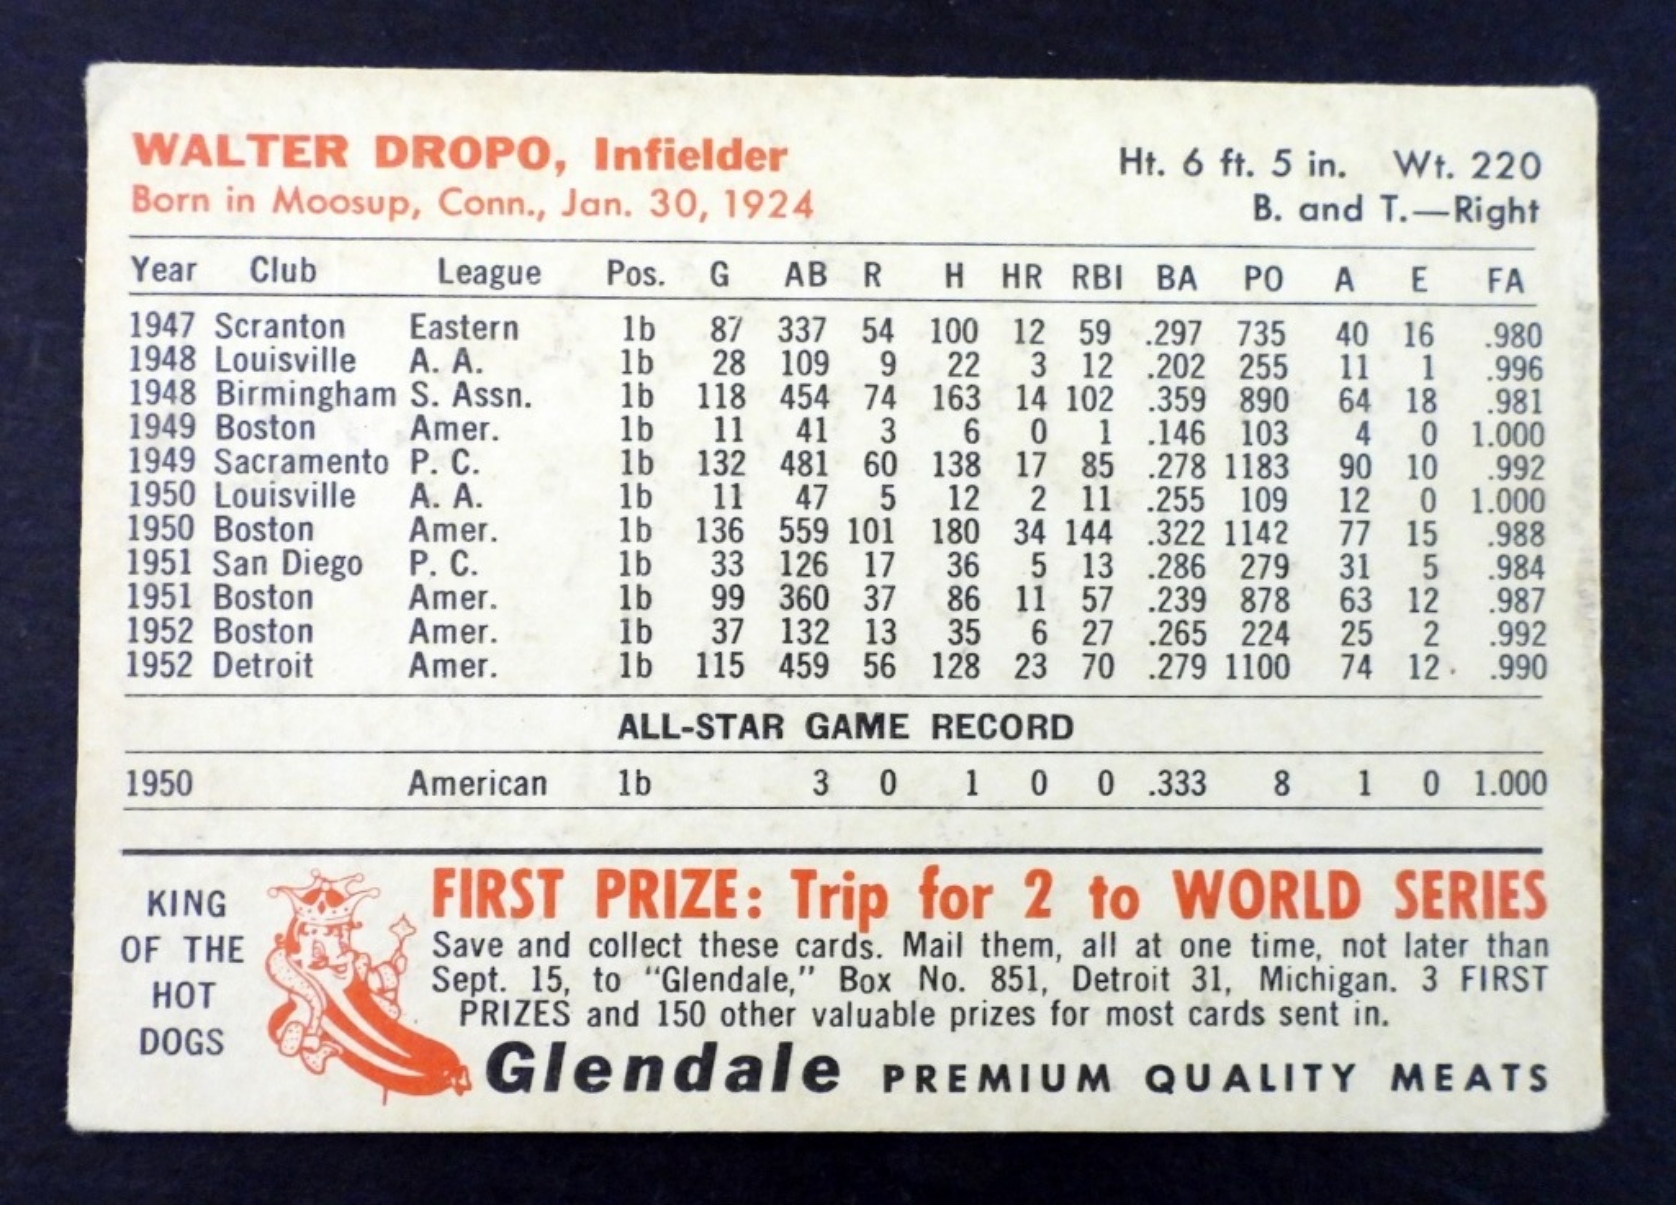 WALTER DROPO, Infielder Ht. 6 ft. 5 in. Wt. 220
Born in Moosup, Conn., Jan. 30, 1924 B. and T.—Right
Year Club League Pos. G AB R H HR RBI BA PO A E FA
1947 Scranton Eastern 1b 87 337 54 100 12 59 .297 735 40 16 .980
1948 Louisville A. A. 1b 28 109 9 22 3 12 .202 255 11 1 .996
1948 Birmingham S. Assn. 1b 118 454 74 163 14 102 .359 890 64 18 .981
1949 Boston Amer. 1b 11 41 3 6 0 1 .146 103 4 0 1.000
1949 Sacramento P. C. 1b 132 481 60 138 17 85 .278 1183 90 10 .992
1950 Louisville A. A. 1b 11 47 5 12 2 11 .255 109 12 0 1.000
1950 Boston Amer. 1b 136 559 101 180 34 144 .322 1142 77 15 .988
1951 San Diego P. C. 1b 33 126 17 36 5 13 .286 279 31 5 .984
1951 Boston Amer. 1b 99 360 37 86 11 57 .239 878 63 12 .987
1952 Boston Amer. 1b 37 132 13 35 6 27 .265 224 25 2 .992
1952 Detroit Amer. 1b 115 459 56 128 23 70 .279 1100 74 12 .990
ALL-STAR GAME RECORD
1950 American 1b 3 0 1 0 0 .333 8 1 0 1.000
KING
OF THE
HOT
DOGS
FIRST PRIZE: Trip for 2 to WORLD SERIES
Save and collect these cards. Mail them, all at one time, not later than
Sept. 15, to "Glendale," Box No. 851, Detroit 31, Michigan. 3 FIRST
PRIZES and 150 other valuable prizes for most cards sent in.
Glendale PREMIUM QUALITY MEATS